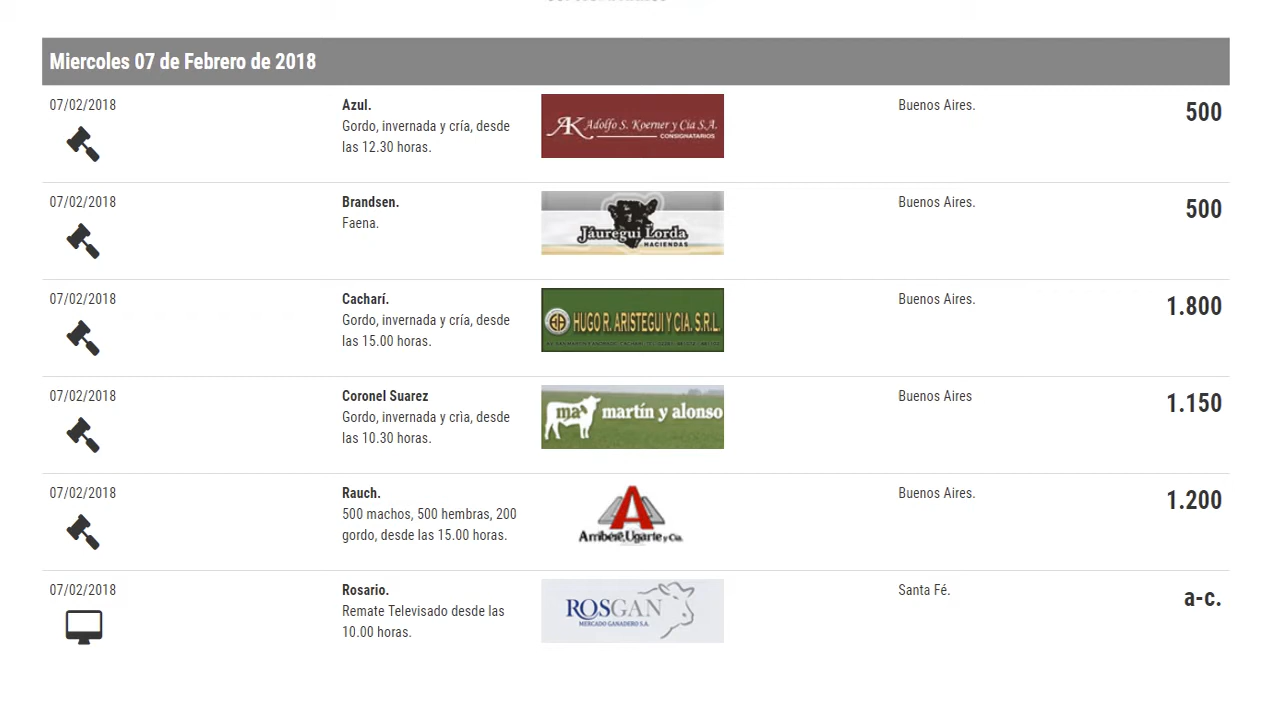 Miercoles 07 de Febrero de 2018
07/02/2018
Azul.
Gordo, invernada y cría, desde
las 12.30 horas.
AK Adolfo S. Koerner y Cia S.A.
CONSIGNATARIOS
Buenos Aires.
500
07/02/2018
Brandsen.
Faena.
Jáuregui Lorda
HACIENDAS
Buenos Aires.
500
07/02/2018
Cacharí.
Gordo, invernada y cría, desde
las 15.00 horas.
HUGO R. ARISTEGUI Y CIA. S.R.L.
Buenos Aires.
1.800
07/02/2018
Coronel Suarez
Gordo, invernada y crìa, desde
las 10.30 horas.
ma martín y alonso
Buenos Aires
1.150
07/02/2018
Rauch.
500 machos, 500 hembras, 200
gordo, desde las 15.00 horas.
Arribere, Ugarte y Cia.
Buenos Aires.
1.200
07/02/2018
Rosario.
Remate Televisado desde las
10.00 horas.
ROSGAN
MERCADO GANADERO S.A.
Santa Fé.
a-c.